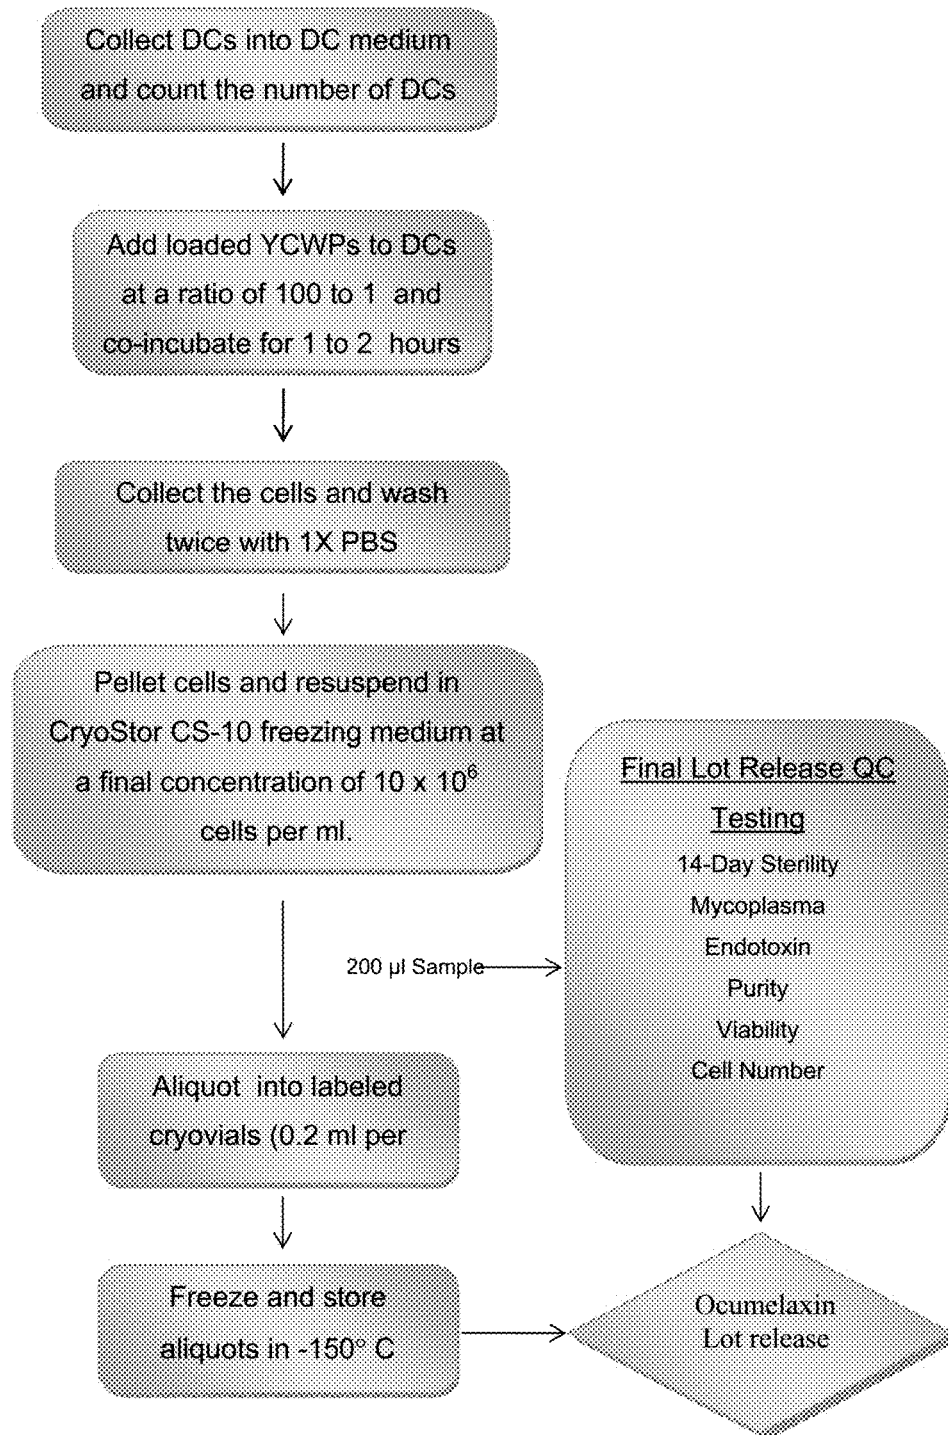 Collect DCs into DC medium
and count the number of DCs
Add loaded YCWPs to DCs
at a ratio of 100 to 1 and
co-incubate for 1 to 2 hours
Collect the cells and wash
twice with 1X PBS
Pellet cells and resuspend in
CryoStor CS-10 freezing medium at
a final concentration of 10 x 10⁶
cells per ml.
200 µl Sample
Final Lot Release QC
Testing
14-Day Sterility
Mycoplasma
Endotoxin
Purity
Viability
Cell Number
Aliquot into labeled
cryovials (0.2 ml per
Freeze and store
aliquots in -150° C
Ocumelaxin
Lot release